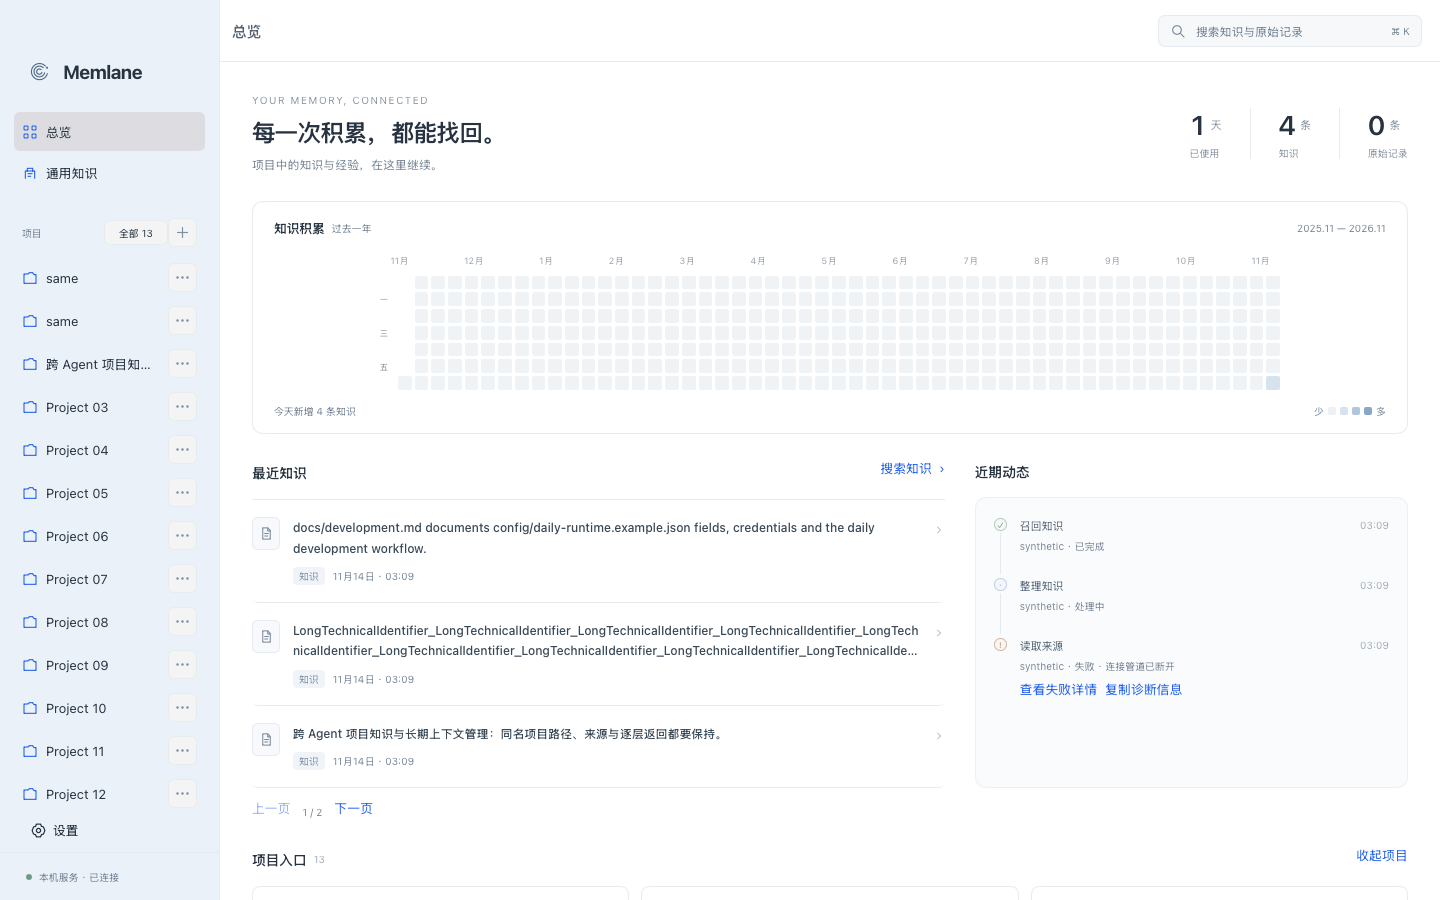 Memlane
总览
通用知识
项目
全部 13
same
same
跨 Agent 项目知...
Project 03
Project 04
Project 05
Project 06
Project 07
Project 08
Project 09
Project 10
Project 11
Project 12
设置
本机服务 · 已连接
总览
搜索知识与原始记录
⌘ K
YOUR MEMORY, CONNECTED
每一次积累，都能找回。
项目中的知识与经验，在这里继续。
1 天
已使用
4 条
知识
0 条
原始记录
知识积累 过去一年
2025.11 — 2026.11
11月 12月 1月 2月 3月 4月 5月 6月 7月 8月 9月 10月 11月
一
三
五
今天新增 4 条知识
少 多
最近知识
搜索知识 ›
docs/development.md documents config/daily-runtime.example.json fields, credentials and the daily
development workflow.
知识 11月14日 · 03:09
LongTechnicalIdentifier_LongTechnicalIdentifier_LongTechnicalIdentifier_LongTechnicalIdentifier_LongTech
nicalIdentifier_LongTechnicalIdentifier_LongTechnicalIdentifier_LongTechnicalIdentifier_LongTechnicalIde...
知识 11月14日 · 03:09
跨 Agent 项目知识与长期上下文管理：同名项目路径、来源与逐层返回都要保持。
知识 11月14日 · 03:09
上一页 1 / 2 下一页
近期动态
召回知识 03:09
synthetic · 已完成
整理知识 03:09
synthetic · 处理中
读取来源 03:09
synthetic · 失败 · 连接管道已断开
查看失败详情 复制诊断信息
项目入口 13
收起项目